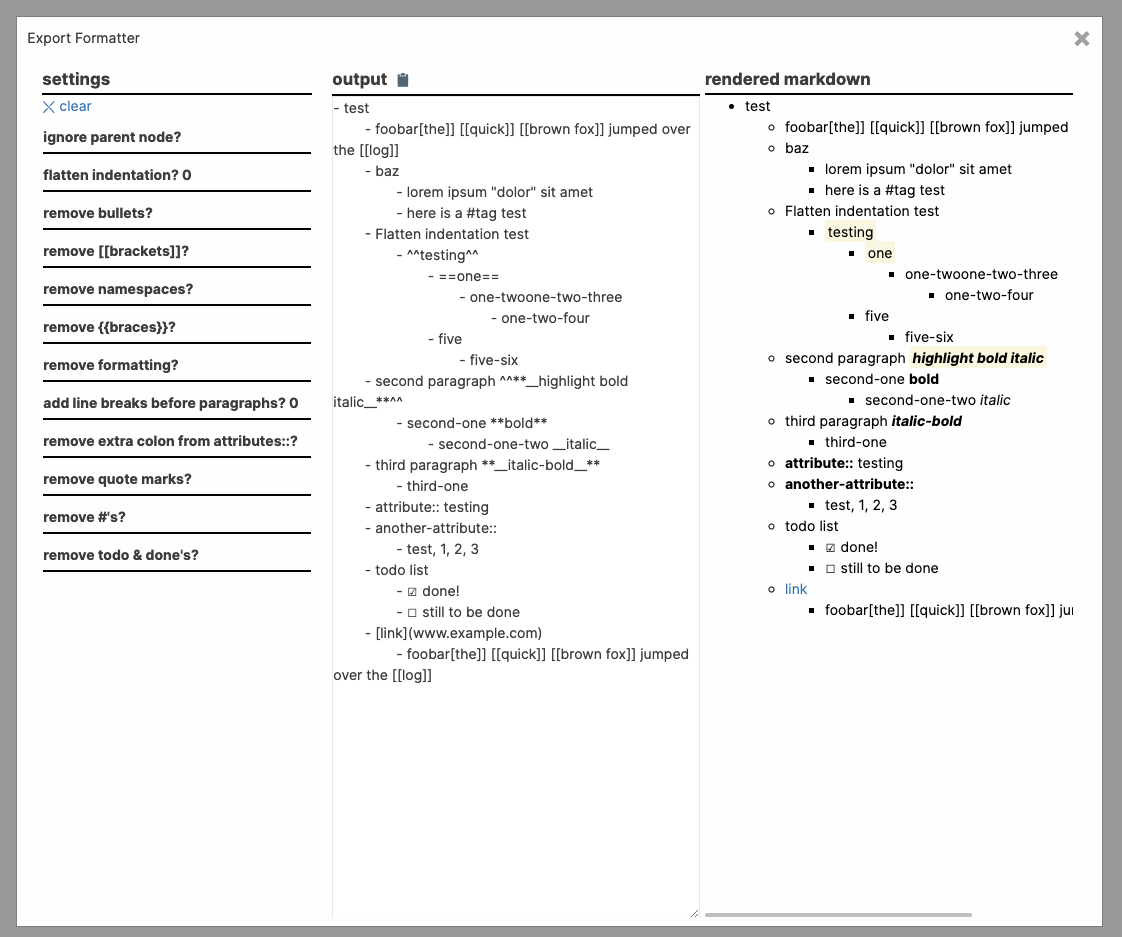 Export Formatter
settings
clear
ignore parent node?
flatten indentation? 0
remove bullets?
remove [[brackets]]?
remove namespaces?
remove {{braces}}?
remove formatting?
add line breaks before paragraphs? 0
remove extra colon from attributes::?
remove quote marks?
remove #'s?
remove todo & done's?
output
- test
- foobar[the]] [[quick]] [[brown fox]] jumped over
the [[log]]
- baz
- lorem ipsum "dolor" sit amet
- here is a #tag test
- Flatten indentation test
- ^^testing^^
- ==one==
- one-twoone-two-three
- one-two-four
- five
- five-six
- second paragraph ^^**__highlight bold
italic__**^^
- second-one **bold**
- second-one-two __italic__
- third paragraph **__italic-bold__**
- third-one
- attribute:: testing
- another-attribute::
- test, 1, 2, 3
- todo list
- ☑ done!
- ☐ still to be done
- [link](www.example.com)
- foobar[the]] [[quick]] [[brown fox]] jumped
over the [[log]]
rendered markdown
test
foobar[the]] [[quick]] [[brown fox]] jumped
baz
lorem ipsum "dolor" sit amet
here is a #tag test
Flatten indentation test
testing
one
one-twoone-two-three
one-two-four
five
five-six
second paragraph highlight bold italic
second-one bold
second-one-two italic
third paragraph italic-bold
third-one
attribute:: testing
another-attribute::
test, 1, 2, 3
todo list
☑ done!
☐ still to be done
link
foobar[the]] [[quick]] [[brown fox]] ju